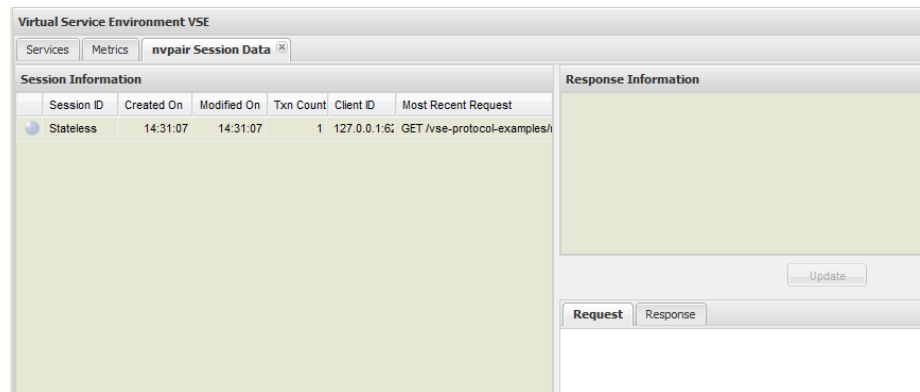 Virtual Service Environment VSE
Services Metrics nvpair Session Data
Session Information
Session ID Created On Modified On Txn Count Client ID Most Recent Request
Stateless 14:31:07 14:31:07 1 127.0.0.1:62 GET /vse-protocol-examples/
Response Information
Update
Request Response